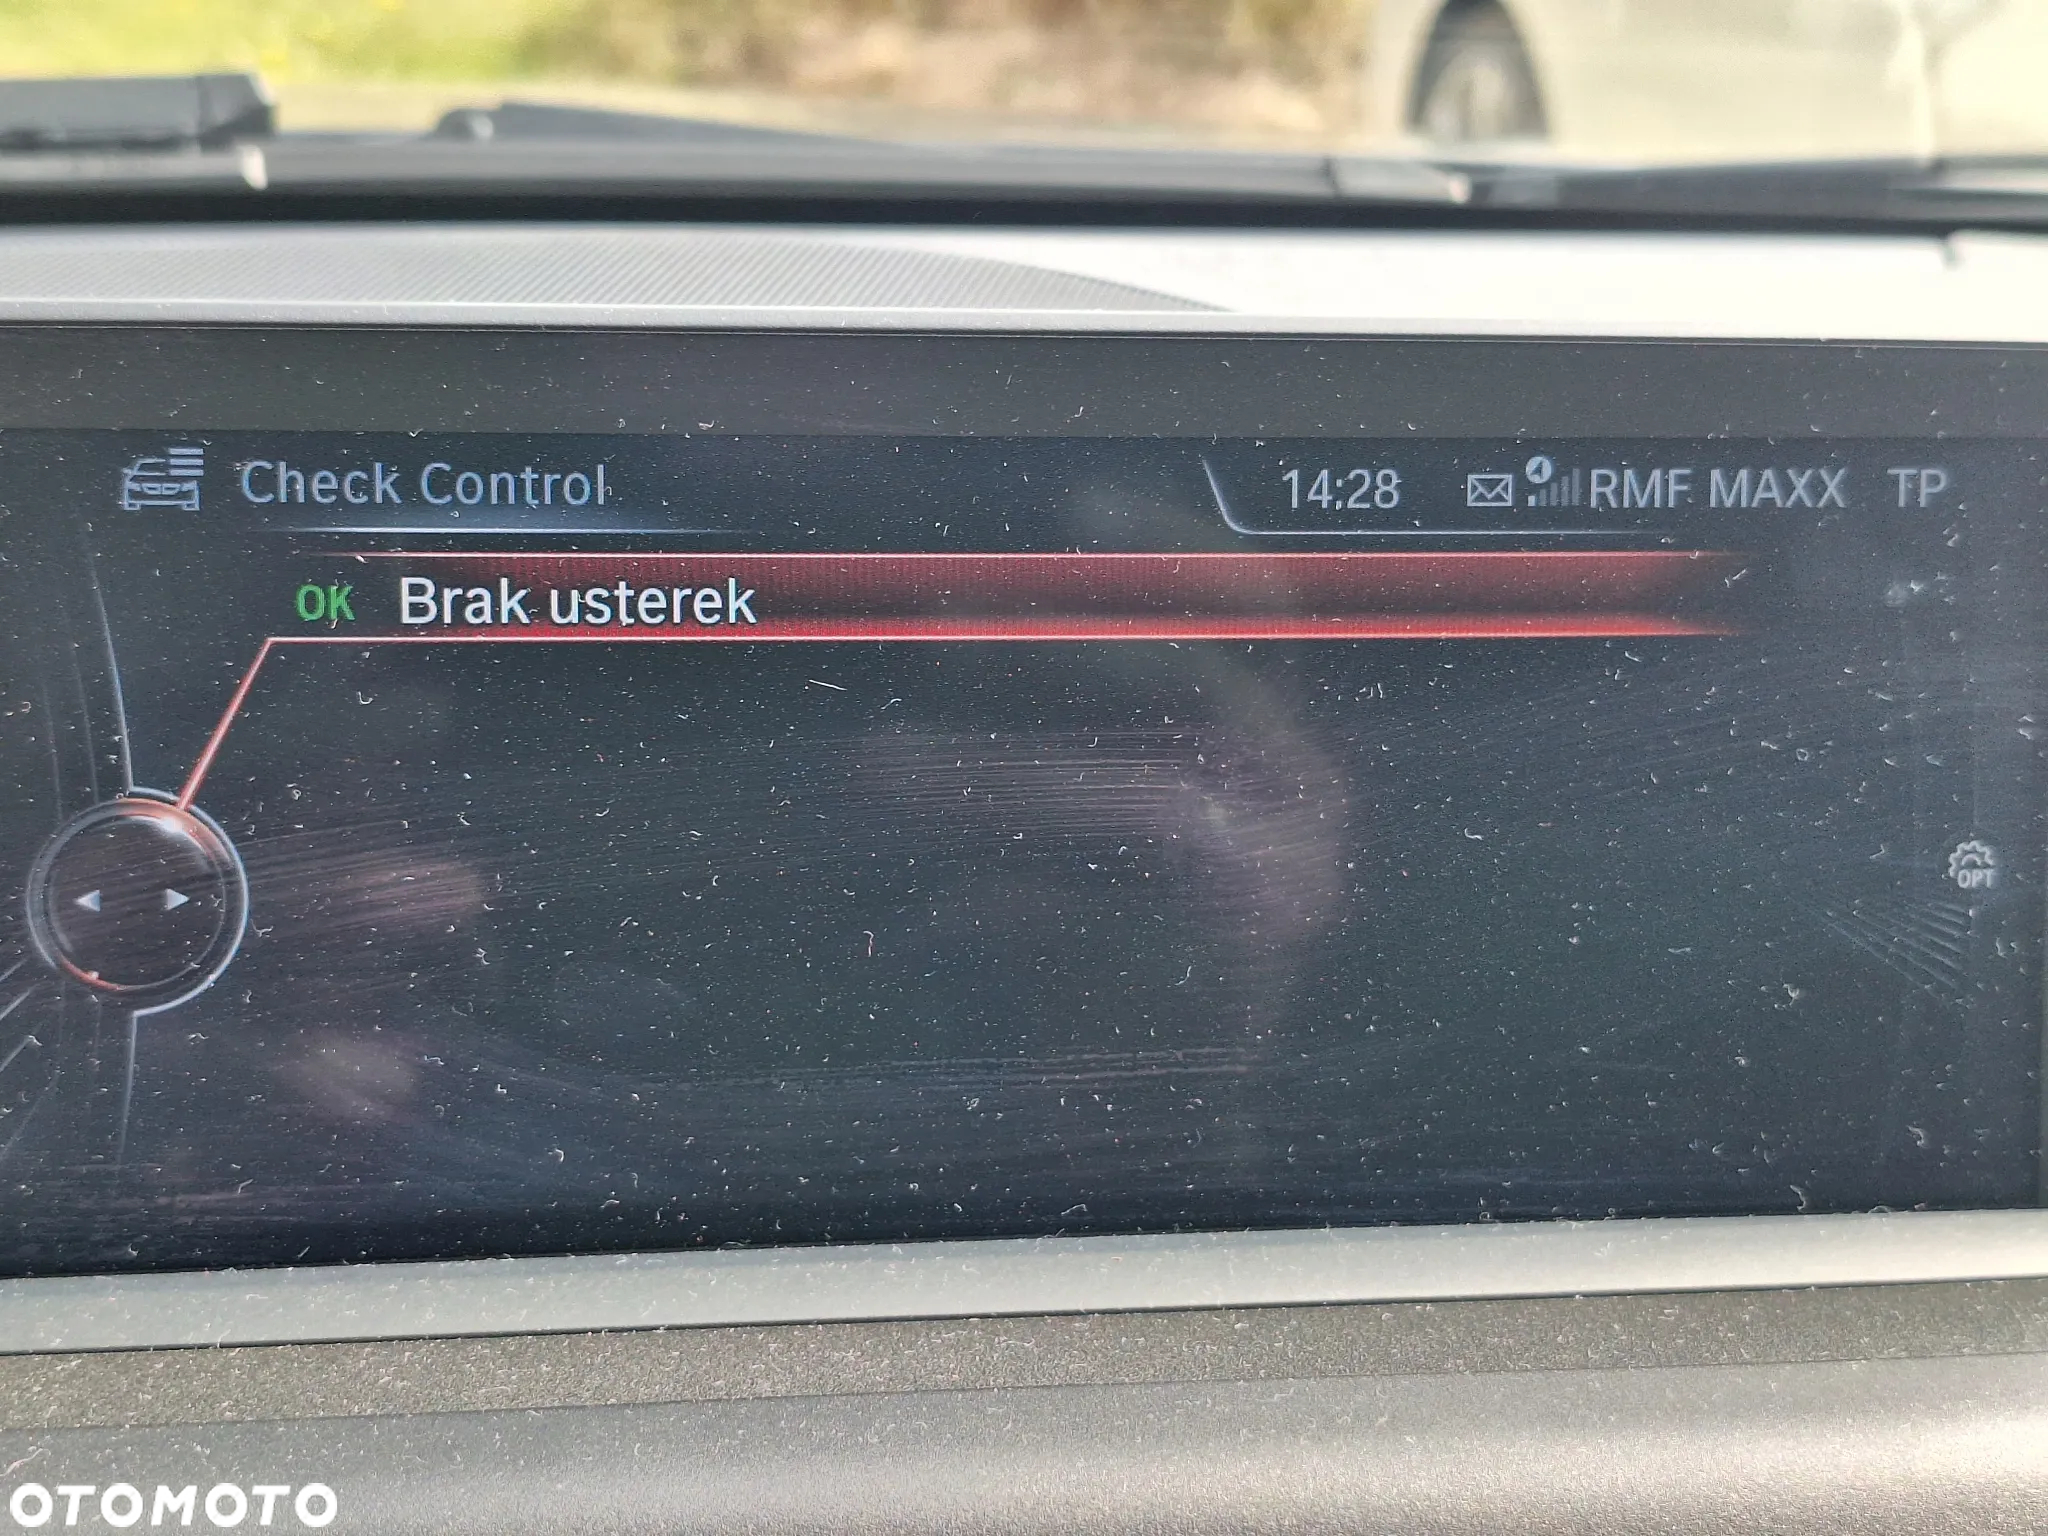 Check Control
14:28 RMF MAXX TP
OK Brak usterek
OPT
OTOMOTO